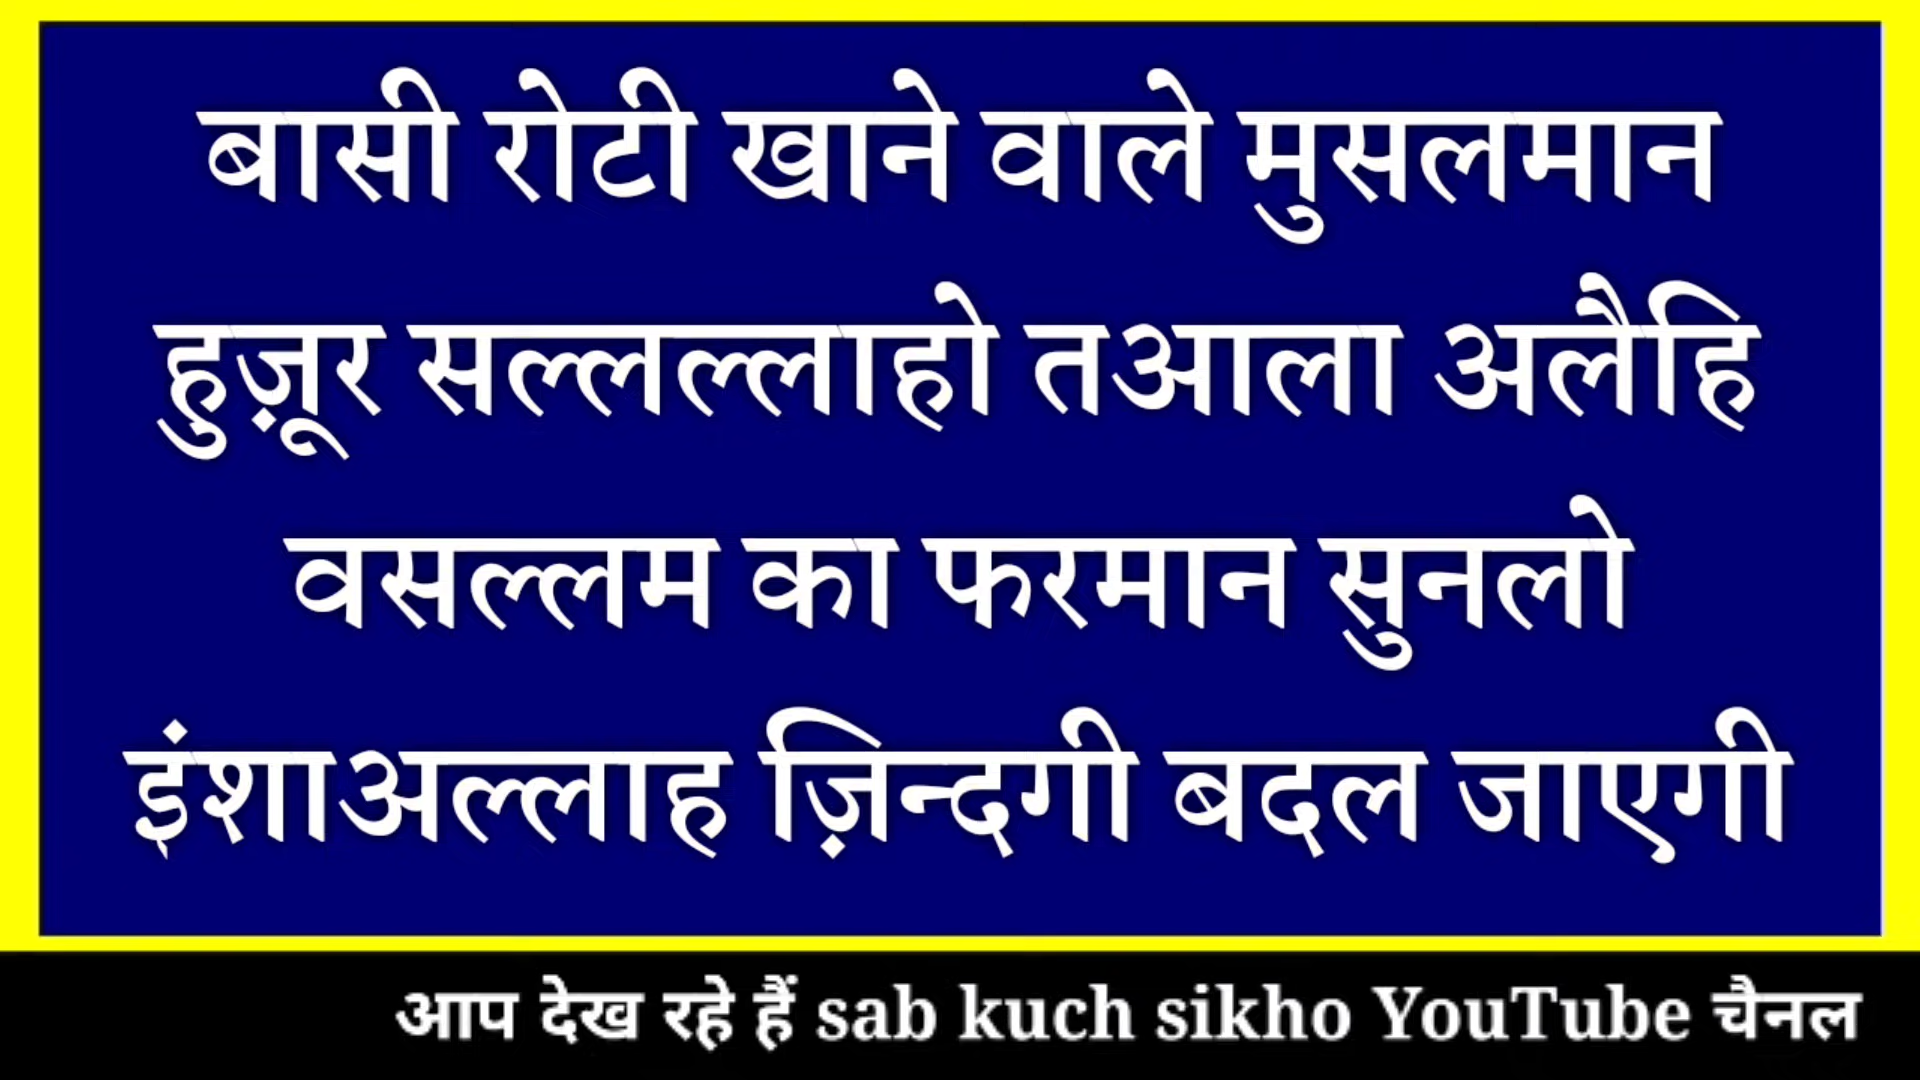 बासी रोटी खाने वाले मुसलमान
हुज़ूर सल्लल्लाहो तआला अलैहि
वसल्लम का फरमान सुनलो
इंशाअल्लाह ज़िन्दगी बदल जाएगी
आप देख रहे हैं sab kuch sikho YouTube चैनल